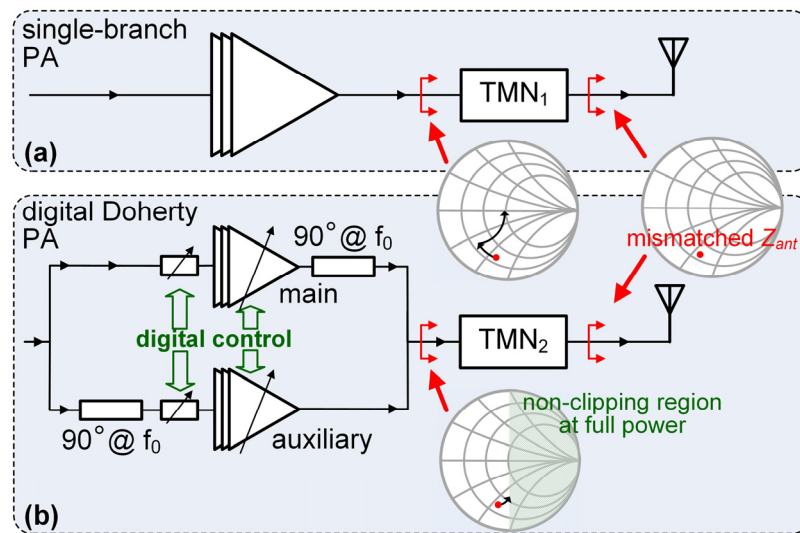 single-branch
PA
TMN1
(a)
mismatched Zant
digital Doherty
PA
90°@ f0
main
digital control
TMN2
90°@ f0
auxiliary
non-clipping region
at full power
(b)